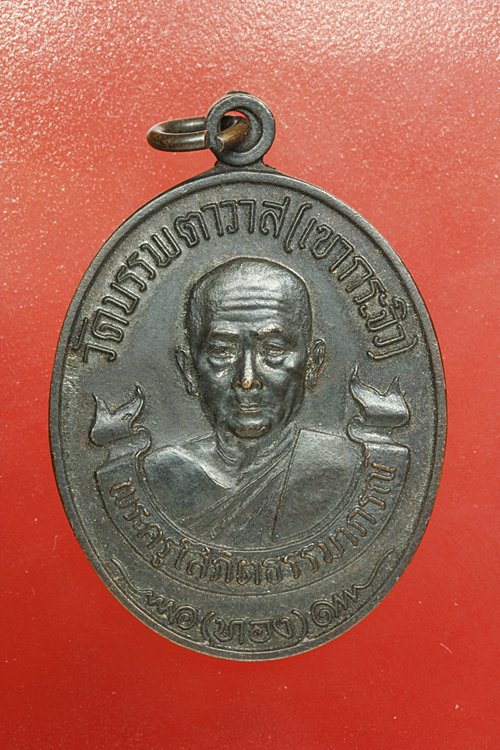 วัดบรรพตาวาส(เขากระจิว)
พระครูโสภิตธรรมาภรณ์
(ทอง)